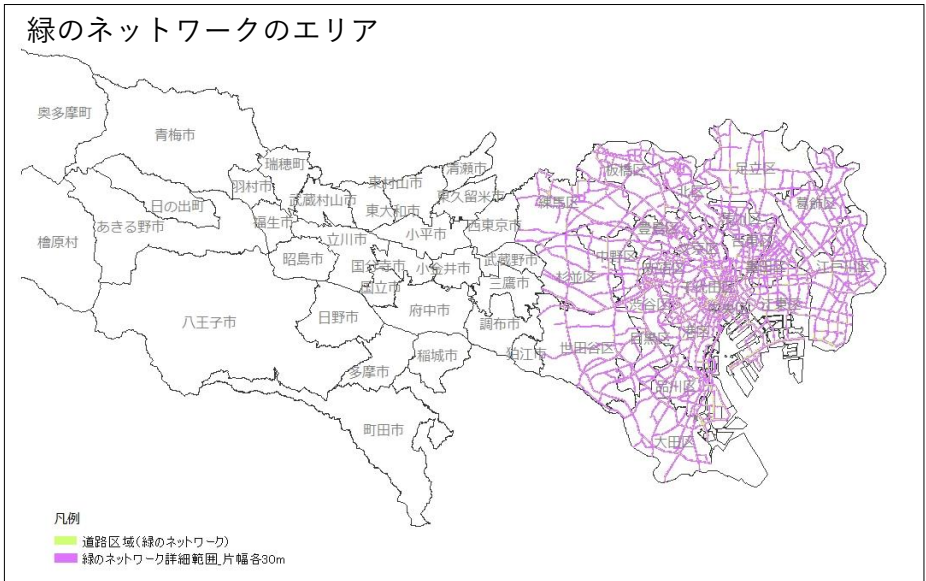 緑のネットワークのエリア
奥多摩町
青梅市
瑞穂町
羽村市
日の出町
あきる野市
檜原村
福生市
武蔵村山市
東村山市
清瀬市
東大和市
東久留米市
小平市
西東京市
立川市
昭島市
国分寺市
小金井市
武蔵野市
国立市
三鷹市
八王子市
日野市
府中市
調布市
稲城市
狛江市
多摩市
町田市
板橋区
練馬区
北区
足立区
葛飾区
豊島区
荒川区
中野区
杉並区
江戸川区
渋谷区
世田谷区
目黒区
品川区
大田区
凡例
道路区域(緑のネットワーク)
緑のネットワーク詳細範囲_片幅各30m